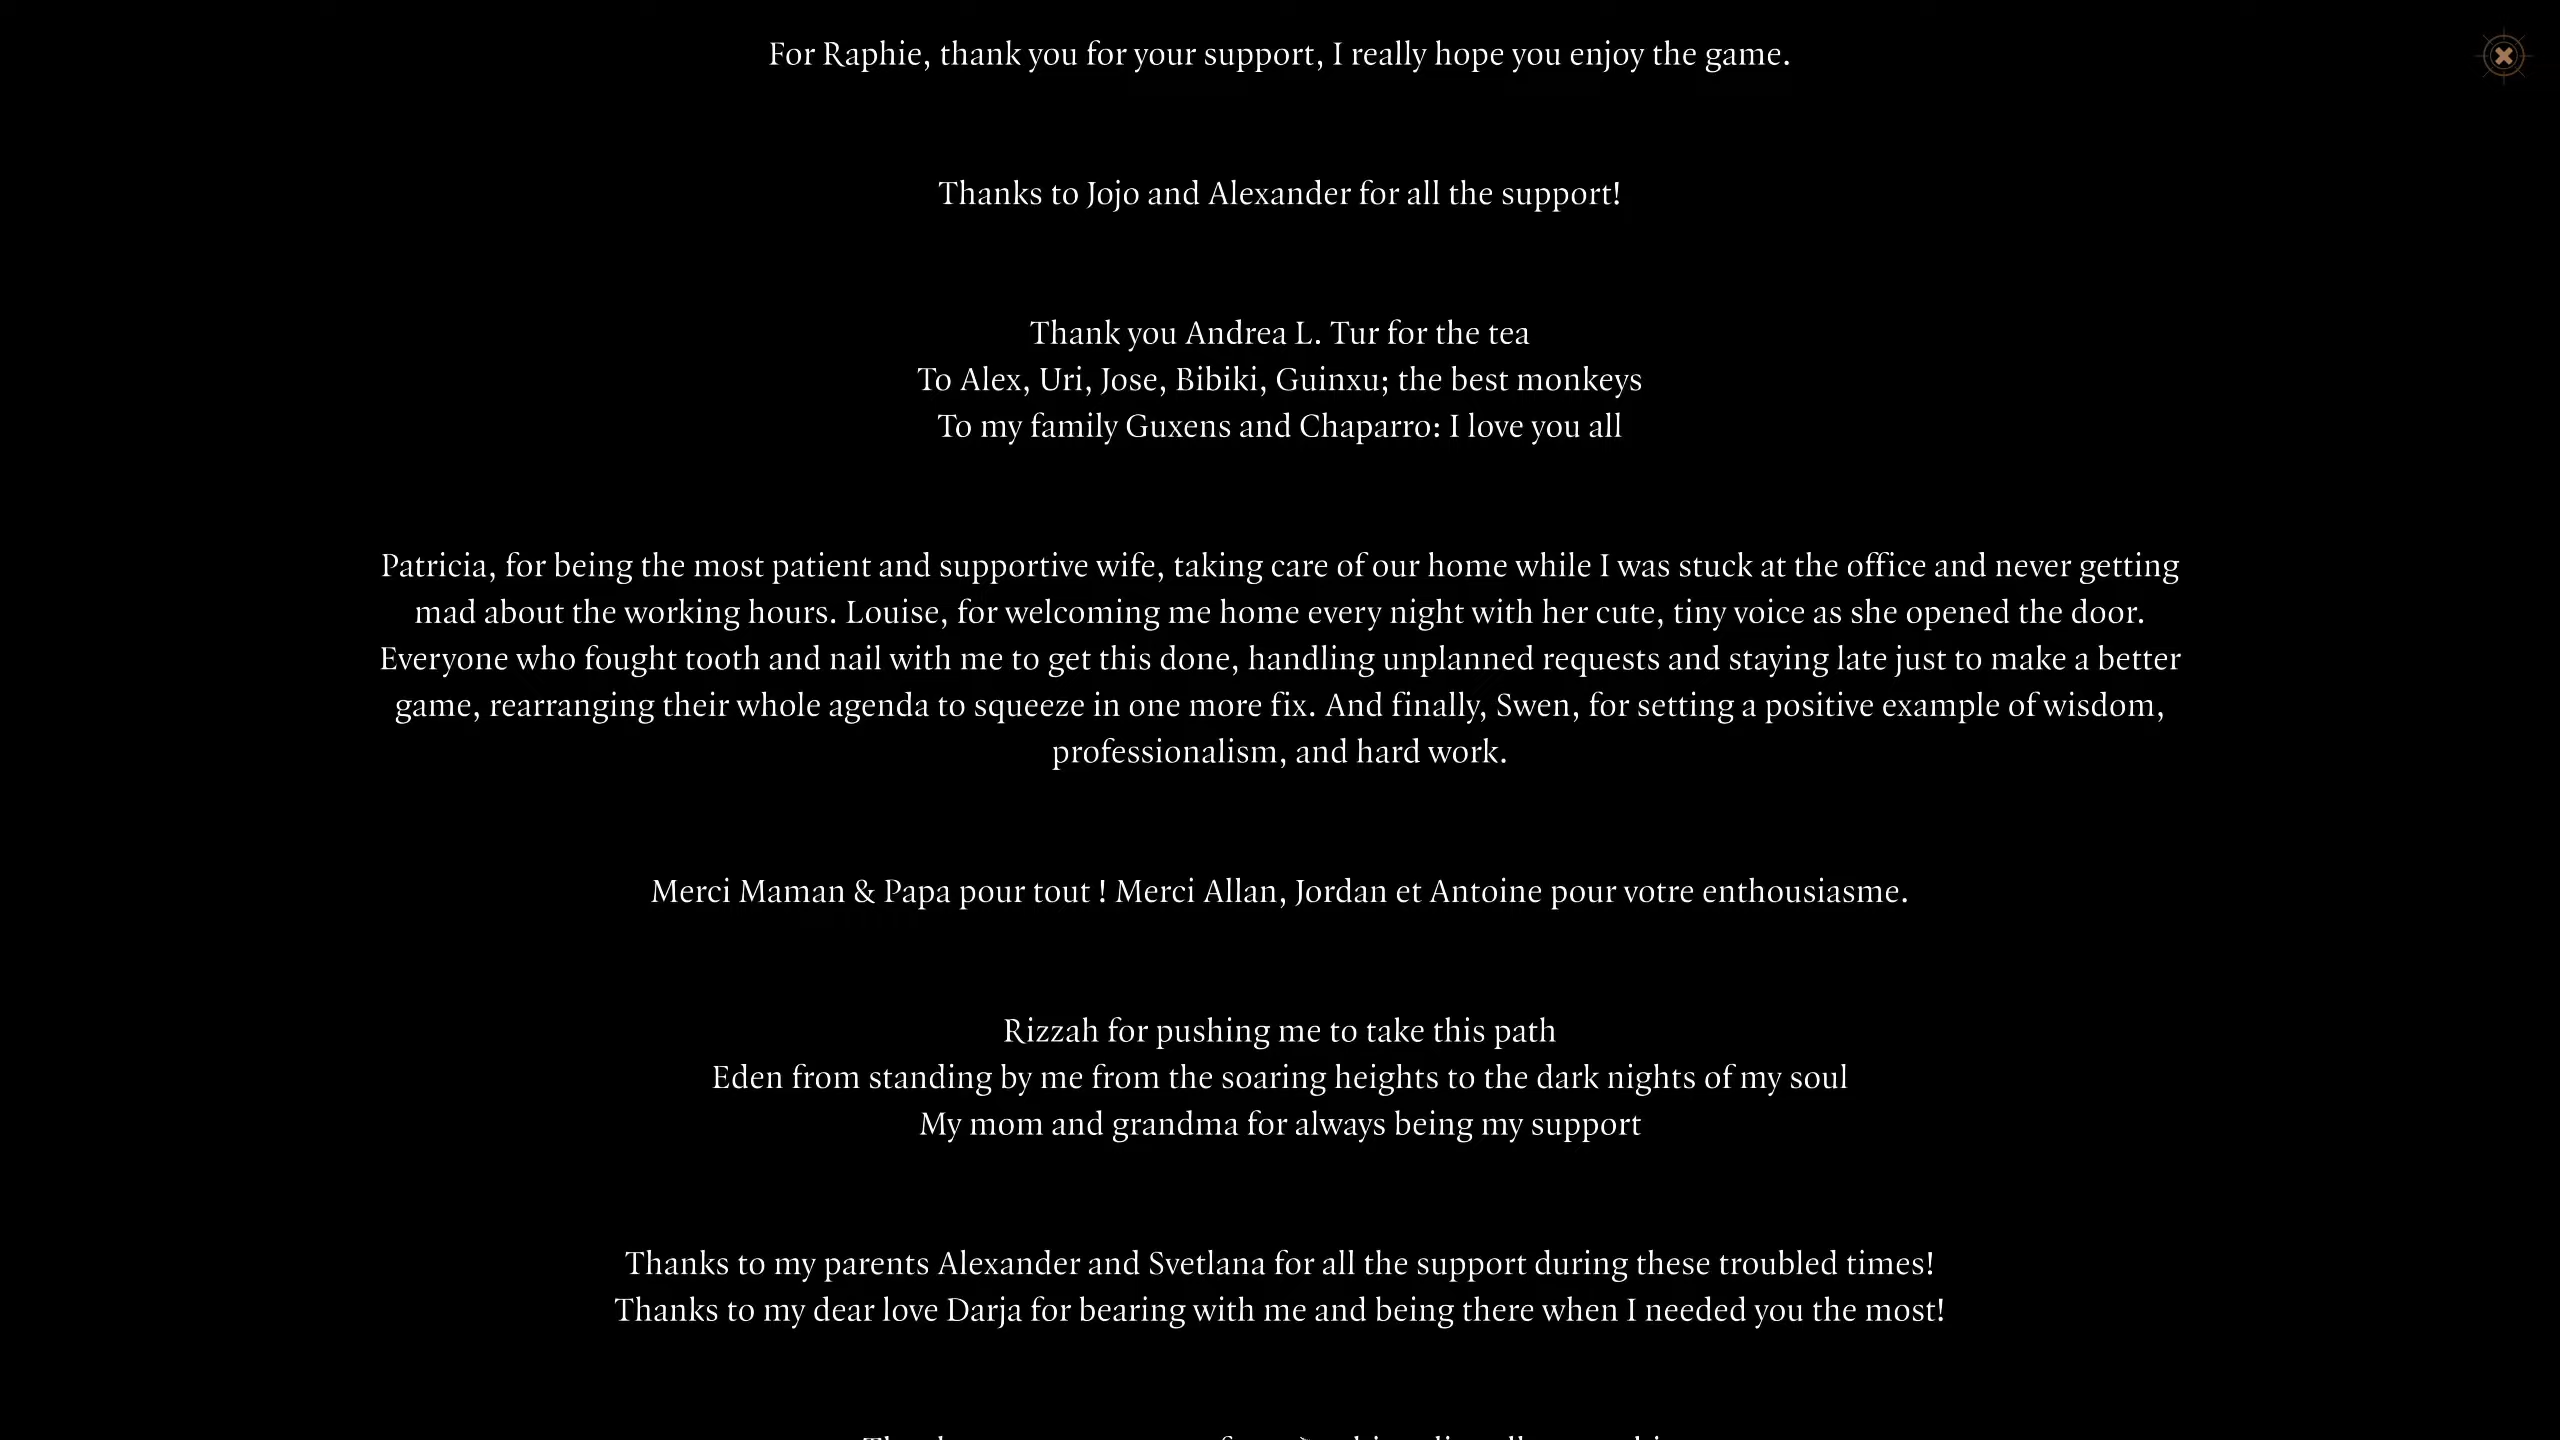 For Raphie, thank you for your support, I really hope you enjoy the game.
Thanks to Jojo and Alexander for all the support!
Thank you Andrea L. Tur for the tea
To Alex, Uri, Jose, Bibiki, Guinxu; the best monkeys
To my family Guxens and Chaparro: I love you all
Patricia, for being the most patient and supportive wife, taking care of our home while I was stuck at the office and never getting
mad about the working hours. Louise, for welcoming me home every night with her cute, tiny voice as she opened the door.
Everyone who fought tooth and nail with me to get this done, handling unplanned requests and staying late just to make a better
game, rearranging their whole agenda to squeeze in one more fix. And finally, Swen, for setting a positive example of wisdom,
professionalism, and hard work.
Merci Maman & Papa pour tout ! Merci Allan, Jordan et Antoine pour votre enthousiasme.
Rizzah for pushing me to take this path
Eden from standing by me from the soaring heights to the dark nights of my soul
My mom and grandma for always being my support
Thanks to my parents Alexander and Svetlana for all the support during these troubled times!
Thanks to my dear love Darja for bearing with me and being there when I needed you the most!